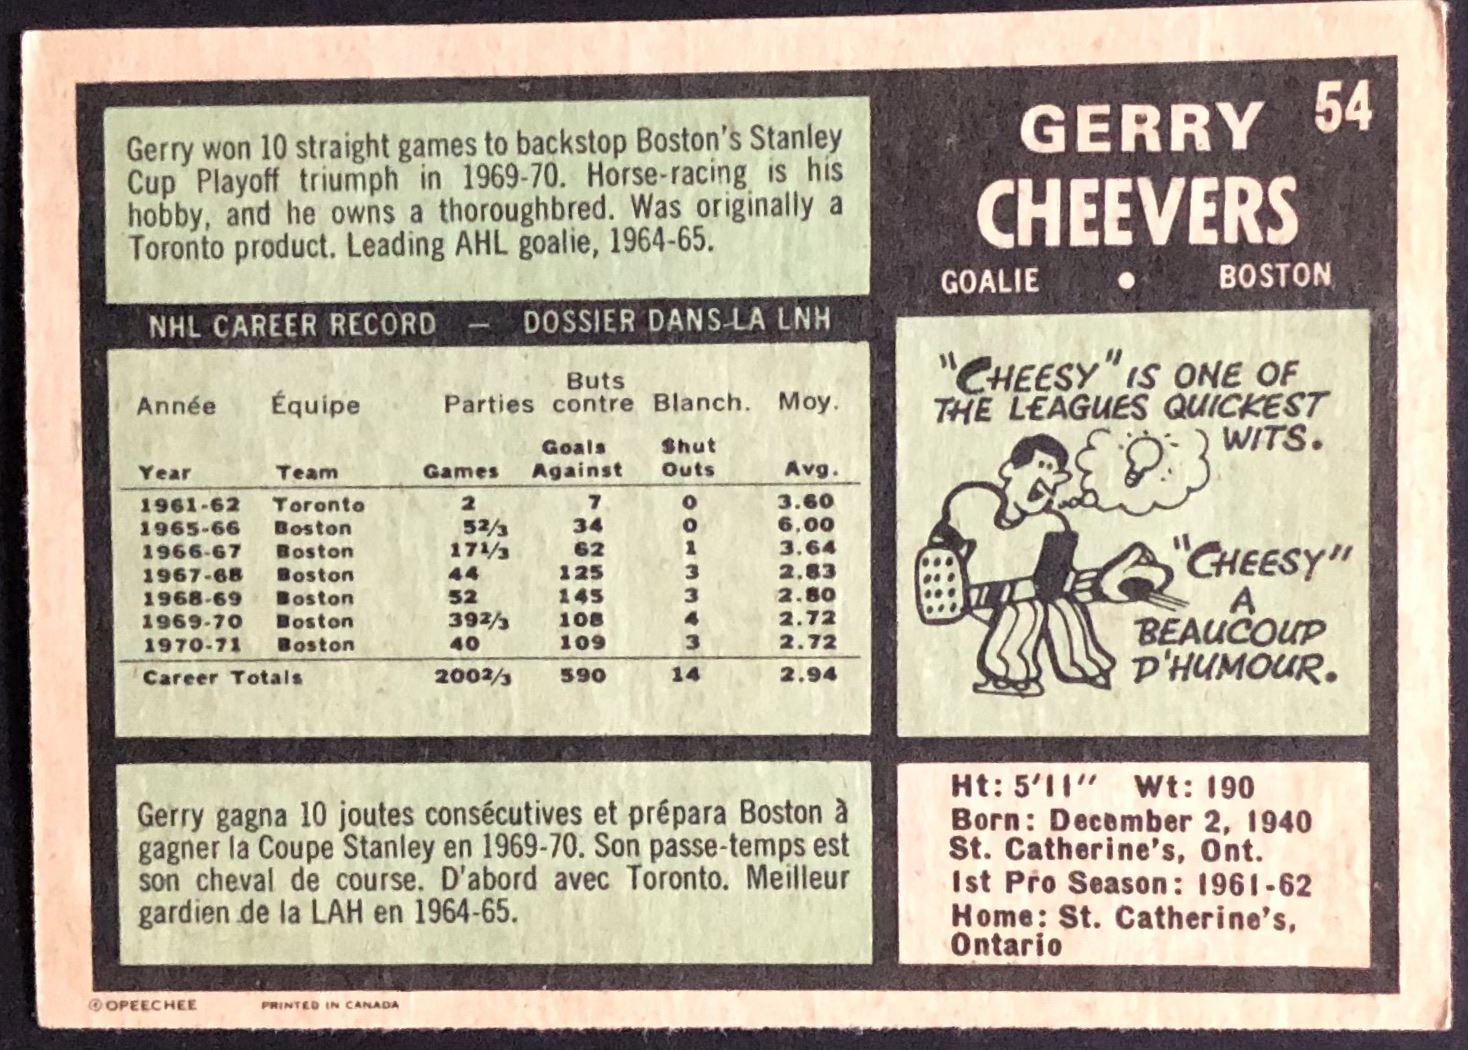 Gerry won 10 straight games to backstop Boston's Stanley
Cup Playoff triumph in 1969-70. Horse-racing is his
hobby, and he owns a thoroughbred. Was originally a
Toronto product. Leading AHL goalie, 1964-65.
54
GERRY
CHEEVERS
GOALIE • BOSTON
NHL CAREER RECORD — DOSSIER DANS LA LNH
Année Équipe Parties Buts contre Blanch. Moy.
Year Team Games Goals Against Shut Outs Avg.
1961-62 Toronto 2 7 0 3.60
1965-66 Boston 52/3 34 0 6.00
1966-67 Boston 171/3 62 1 3.64
1967-68 Boston 44 125 3 2.83
1968-69 Boston 52 145 3 2.80
1969-70 Boston 392/3 108 4 2.72
1970-71 Boston 40 109 3 2.72
Career Totals 2002/3 590 14 2.94
"CHEESY" IS ONE OF
THE LEAGUES QUICKEST
WITS.
"CHEESY"
A
BEAUCOUP
D'HUMOUR.
Gerry gagna 10 joutes consécutives et prépara Boston à
gagner la Coupe Stanley en 1969-70. Son passe-temps est
son cheval de course. D'abord avec Toronto. Meilleur
gardien de la LAH en 1964-65.
Ht: 5'11" Wt: 190
Born: December 2, 1940
St. Catherine's, Ont.
1st Pro Season: 1961-62
Home: St. Catherine's,
Ontario
©OPEECHEE PRINTED IN CANADA